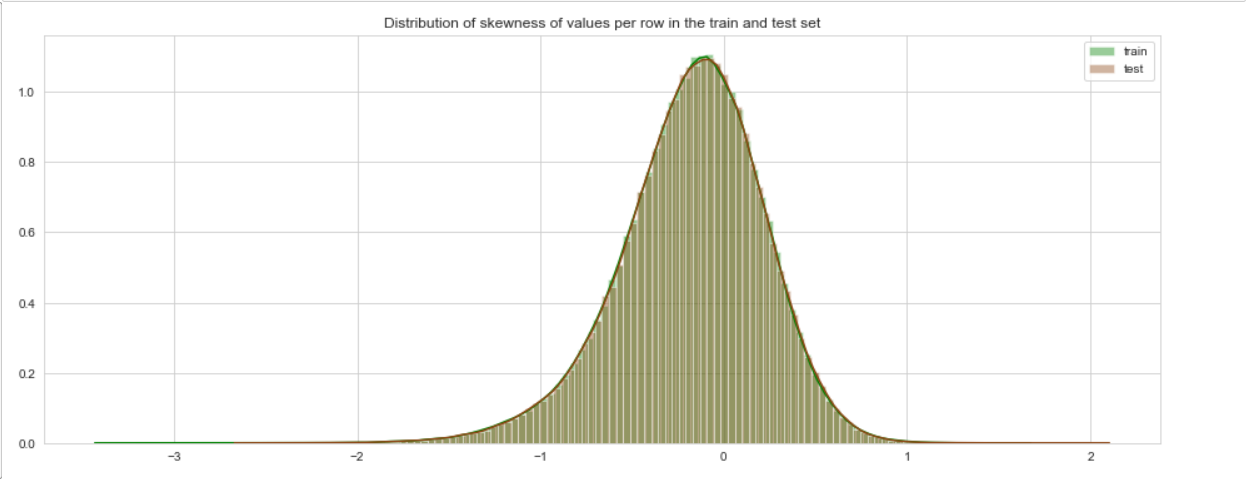 Distribution of skewness of values per row in the train and test set
train
test
1.0
0.8
0.6
0.4
0.2
0.0
−3 −2 −1 0 1 2